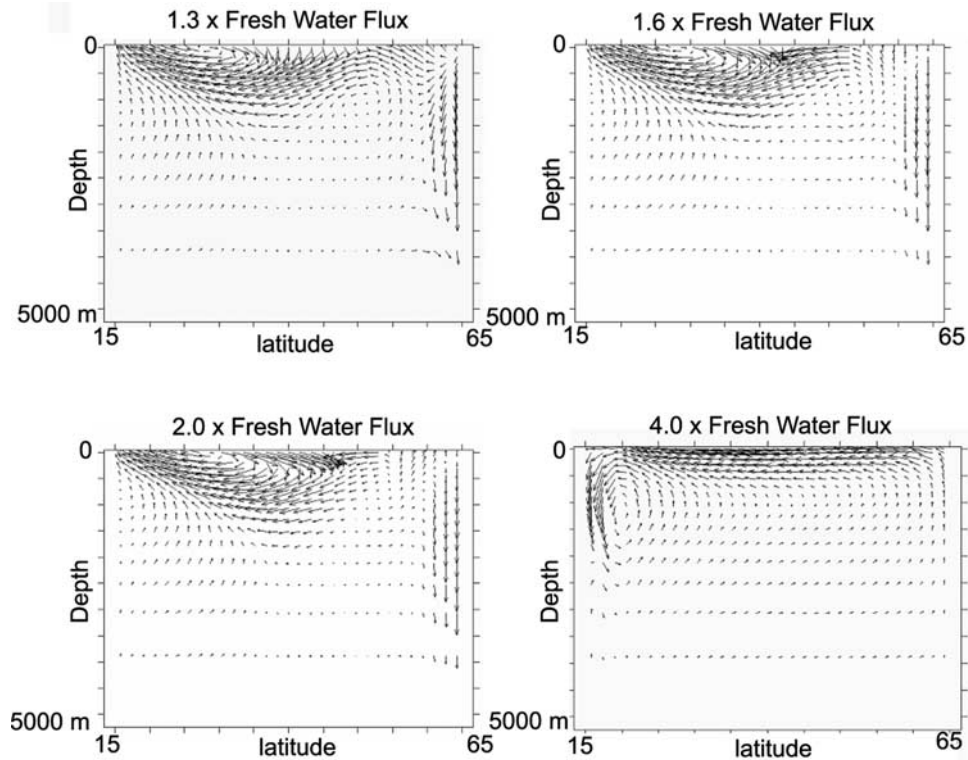 1.3 x Fresh Water Flux
0
Depth
5000 m
15
65
latitude
1.6 x Fresh Water Flux
0
Depth
5000 m
15
65
latitude
2.0 x Fresh Water Flux
0
Depth
5000 m
15
65
latitude
4.0 x Fresh Water Flux
0
Depth
5000 m
15
65
latitude